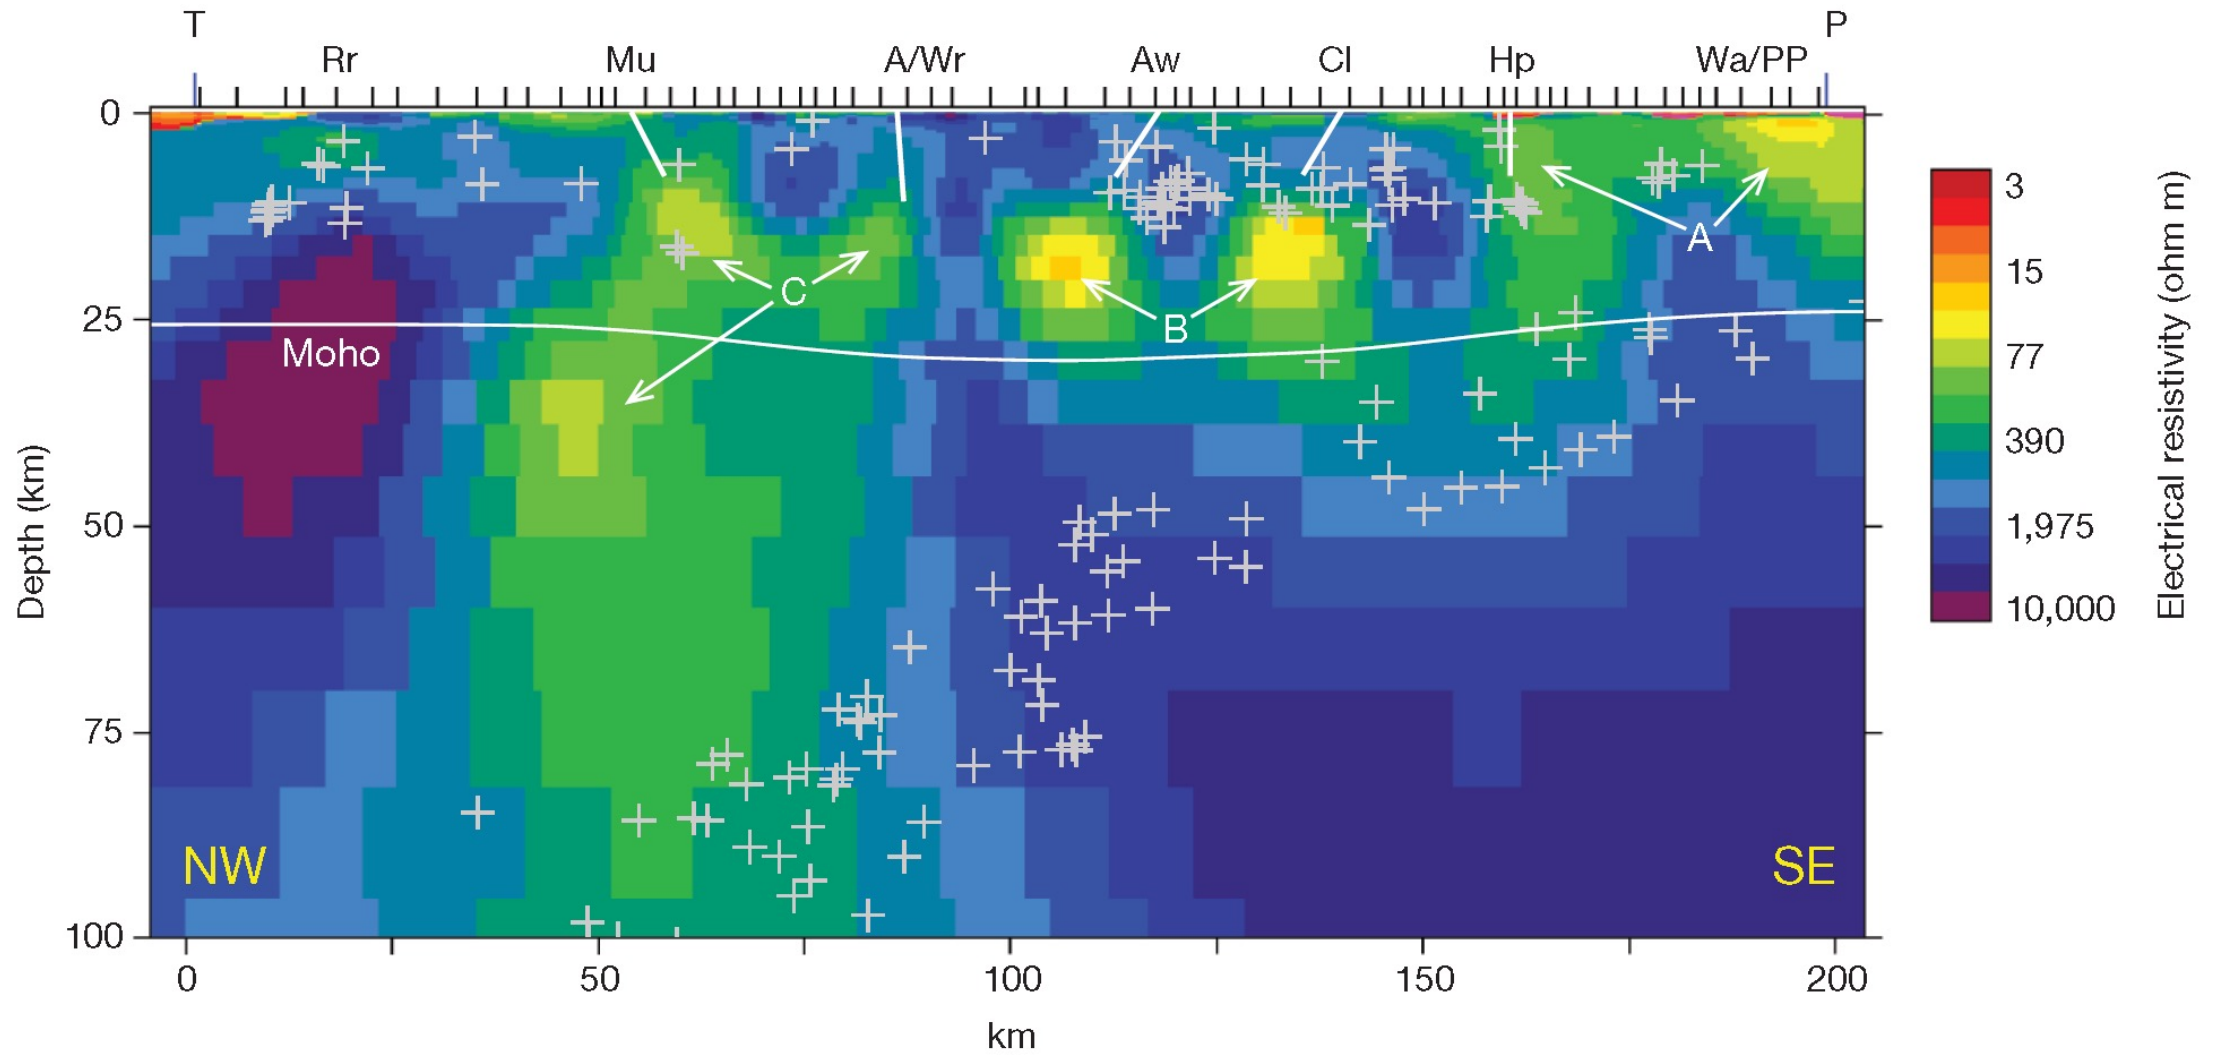 T
P
Rr
Mu
A/Wr
Aw
Cl
Hp
Wa/PP
0
25
50
75
100
Depth (km)
Moho
C
B
A
NW
SE
0
50
100
150
200
km
3
15
77
390
1,975
10,000
Electrical resistivity (ohm m)